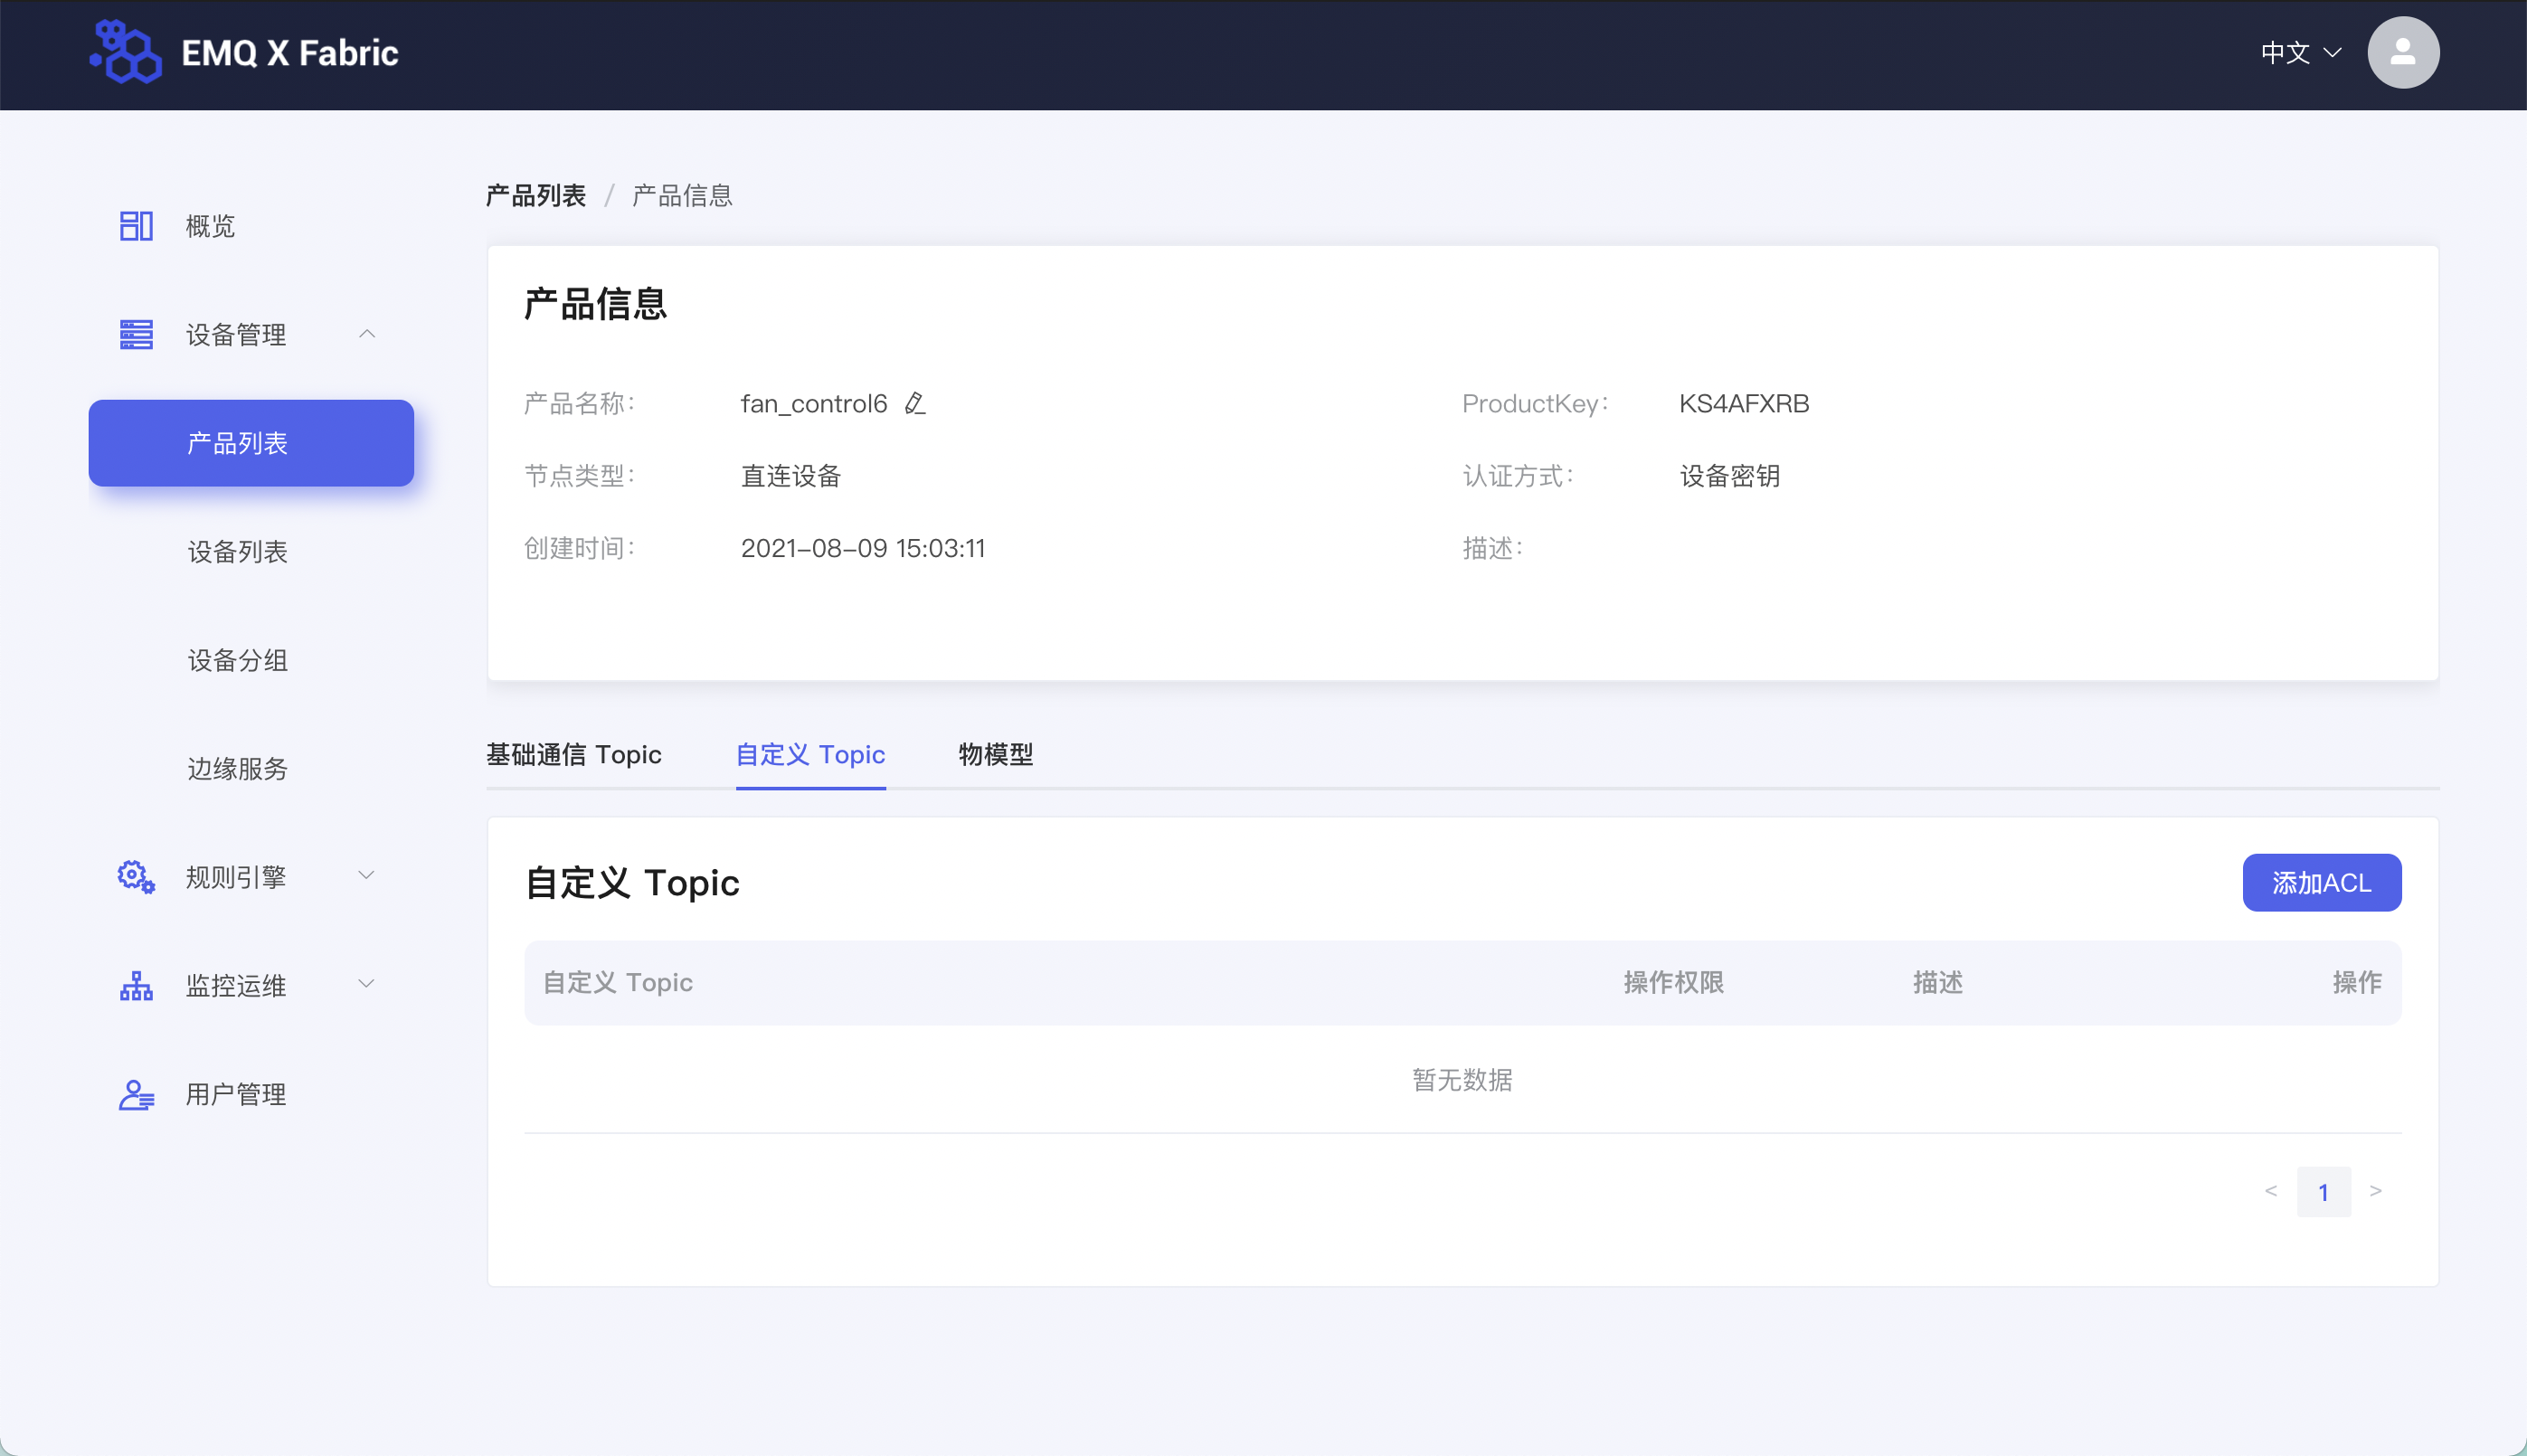 EMQ X Fabric
中文
概览
设备管理
产品列表
设备列表
设备分组
边缘服务
规则引擎
监控运维
用户管理
产品列表 / 产品信息
产品信息
产品名称: fan_control6
ProductKey: KS4AFXRB
节点类型: 直连设备
认证方式: 设备密钥
创建时间: 2021-08-09 15:03:11
描述:
基础通信 Topic 自定义 Topic 物模型
自定义 Topic
添加ACL
自定义 Topic 操作权限 描述 操作
暂无数据
< 1 >